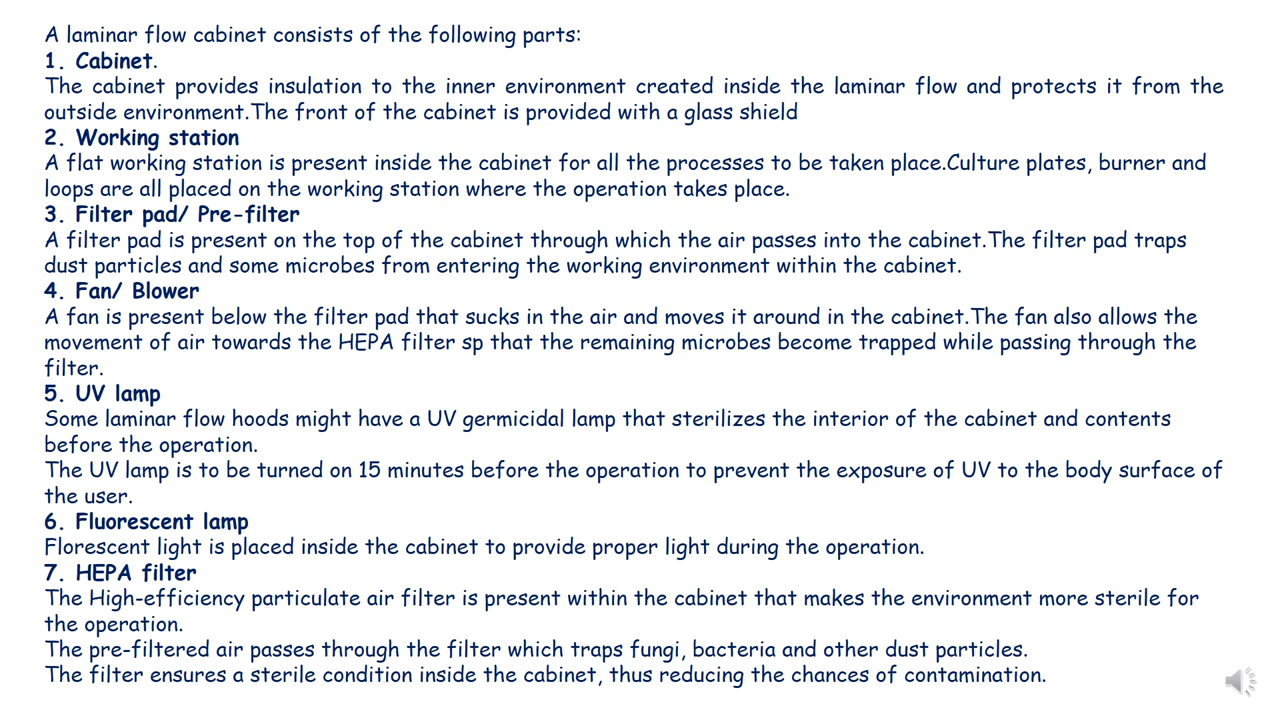 A laminar flow cabinet consists of the following parts:
1. Cabinet.
The cabinet provides insulation to the inner environment created inside the laminar flow and protects it from the
outside environment.The front of the cabinet is provided with a glass shield
2. Working station
A flat working station is present inside the cabinet for all the processes to be taken place.Culture plates, burner and
loops are all placed on the working station where the operation takes place.
3. Filter pad/ Pre-filter
A filter pad is present on the top of the cabinet through which the air passes into the cabinet.The filter pad traps
dust particles and some microbes from entering the working environment within the cabinet.
4. Fan/ Blower
A fan is present below the filter pad that sucks in the air and moves it around in the cabinet.The fan also allows the
movement of air towards the HEPA filter sp that the remaining microbes become trapped while passing through the
filter.
5. UV lamp
Some laminar flow hoods might have a UV germicidal lamp that sterilizes the interior of the cabinet and contents
before the operation.
The UV lamp is to be turned on 15 minutes before the operation to prevent the exposure of UV to the body surface of
the user.
6. Fluorescent lamp
Florescent light is placed inside the cabinet to provide proper light during the operation.
7. HEPA filter
The High-efficiency particulate air filter is present within the cabinet that makes the environment more sterile for
the operation.
The pre-filtered air passes through the filter which traps fungi, bacteria and other dust particles.
The filter ensures a sterile condition inside the cabinet, thus reducing the chances of contamination.